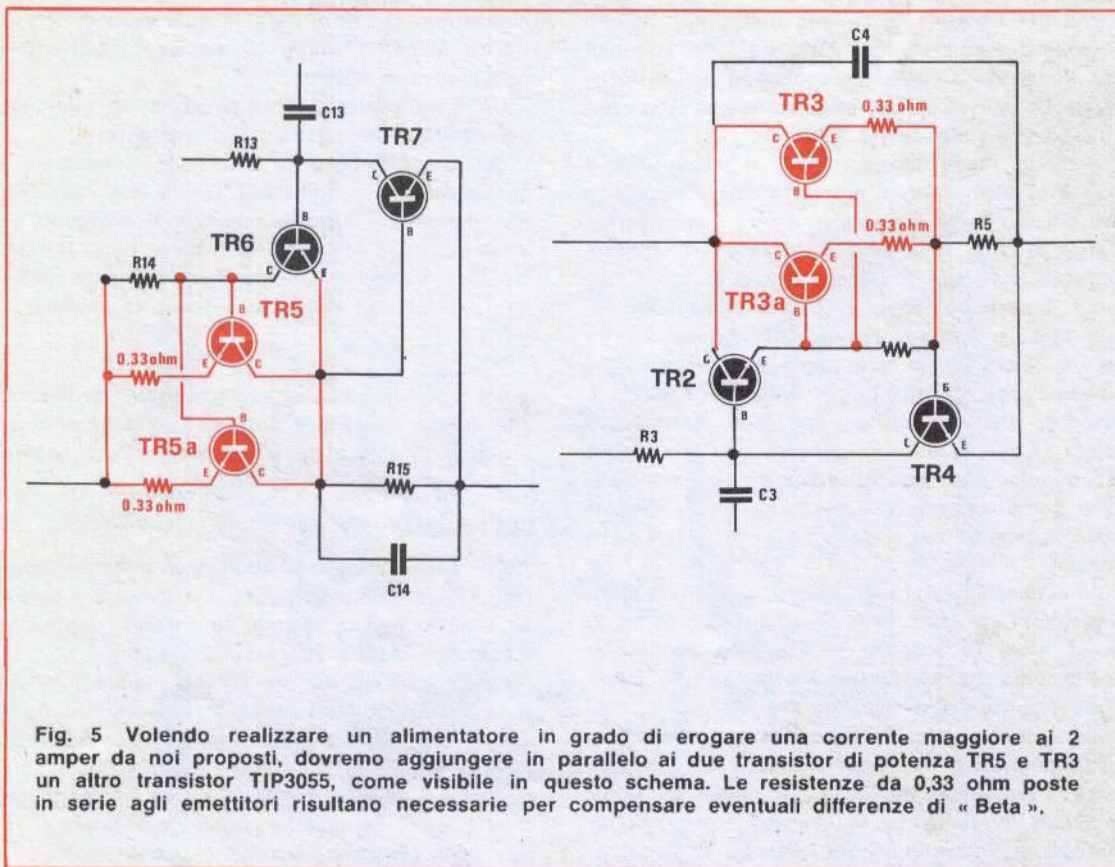 C4
C13
TR3
0.33 ohm
R13
TR7
C
E
C
E
B
B
B
0.33 ohm
R5
TR6
R14
C
E
C
E
B
TR3a
B
TR5
0.33 ohm
E
C
C
E
TR2
B
B
R3
C
E
TR4
TR5a
B
E
C
R15
0.33 ohm
C3
C14
Fig. 5 Volendo realizzare un alimentatore in grado di erogare una corrente maggiore ai 2
amper da noi proposti, dovremo aggiungere in parallelo ai due transistor di potenza TR5 e TR3
un altro transistor TIP3055, come visibile in questo schema. Le resistenze da 0,33 ohm poste
in serie agli emettitori risultano necessarie per compensare eventuali differenze di « Beta ».